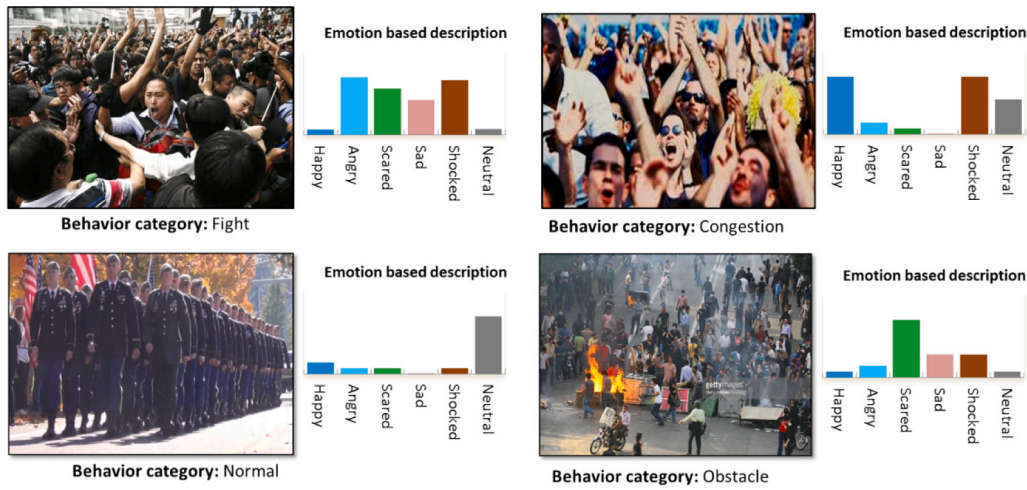 Emotion based description
Happy
Angry
Scared
Sad
Shocked
Neutral
Behavior category: Fight
Emotion based description
Happy
Angry
Scared
Sad
Shocked
Neutral
Behavior category: Congestion
Emotion based description
Happy
Angry
Scared
Sad
Shocked
Neutral
Behavior category: Normal
gettyimages
Emotion based description
Happy
Angry
Scared
Sad
Shocked
Neutral
Behavior category: Obstacle